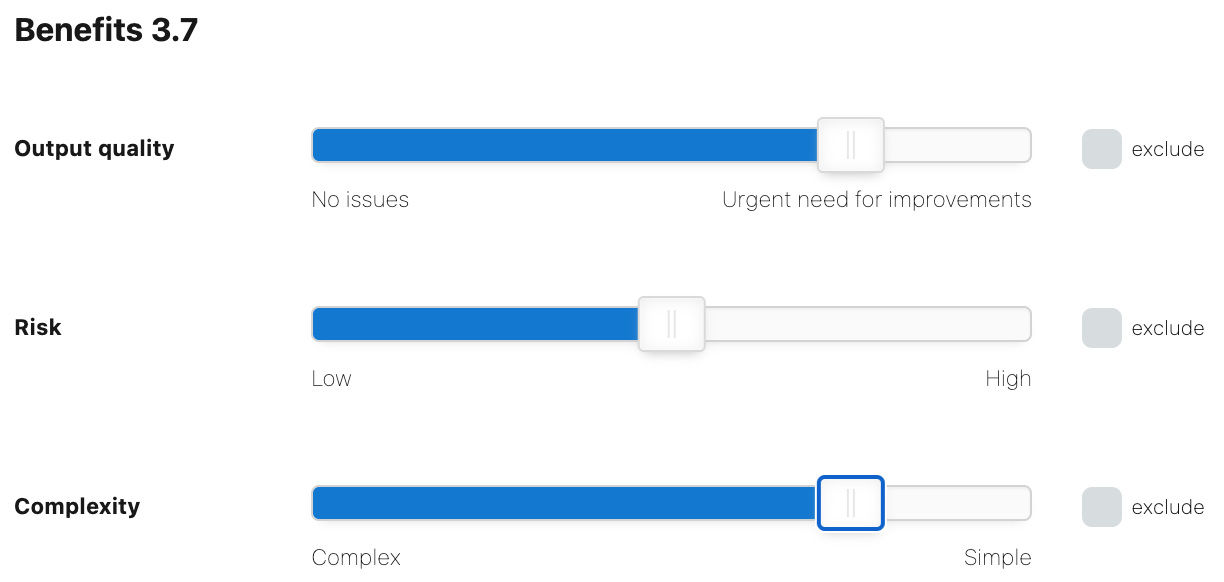 Benefits 3.7
Output quality
exclude
No issues
Urgent need for improvements
Risk
exclude
Low
High
Complexity
exclude
Complex
Simple